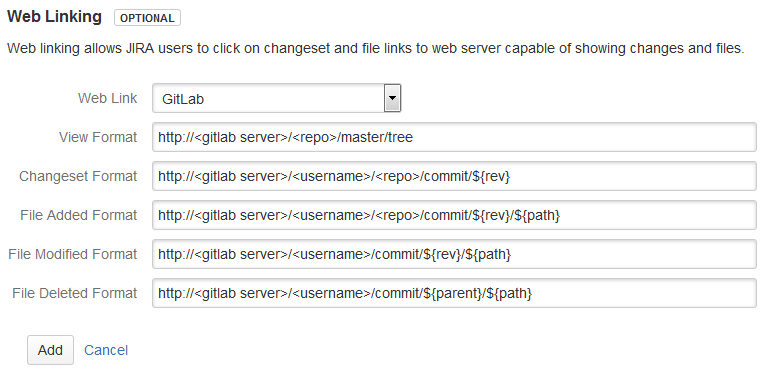 Web Linking OPTIONAL
Web linking allows JIRA users to click on changeset and file links to web server capable of showing changes and files.
Web Link GitLab
View Format http://<gitlab server>/<repo>/master/tree
Changeset Format http://<gitlab server>/<username>/<repo>/commit/${rev}
File Added Format http://<gitlab server>/<username>/<repo>/commit/${rev}/${path}
File Modified Format http://<gitlab server>/<username>/commit/${rev}/${path}
File Deleted Format http://<gitlab server>/<username>/commit/${parent}/${path}
Add Cancel